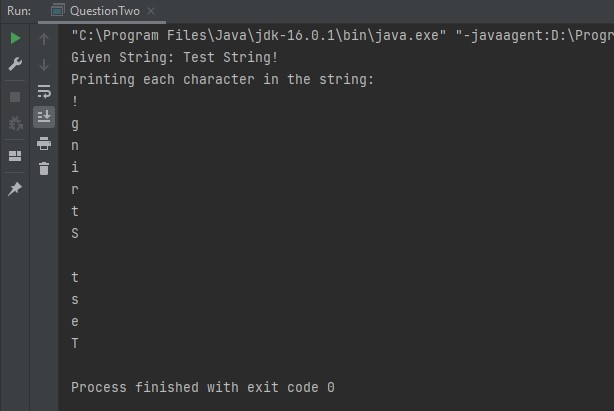 Run: QuestionTwo
"C:\Program Files\Java\jdk-16.0.1\bin\java.exe" "-javaagent:D:\Progr
Given String: Test String!
Printing each character in the string:
!
g
n
i
r
t
S

t
s
e
T

Process finished with exit code 0